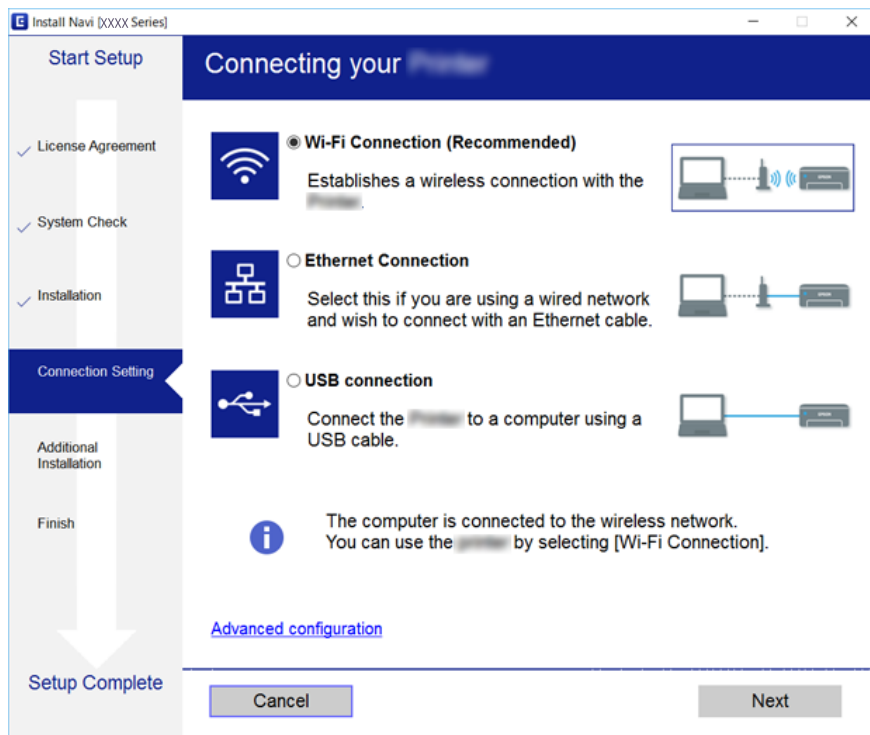 Install Navi [XXXX Series]
Start Setup
License Agreement
System Check
Installation
Connection Setting
Additional
Installation
Finish
Setup Complete
Connecting your
Wi-Fi Connection (Recommended)
Establishes a wireless connection with the
.
Ethernet Connection
Select this if you are using a wired network
and wish to connect with an Ethernet cable.
USB connection
Connect the to a computer using a
USB cable.
The computer is connected to the wireless network.
You can use the by selecting [Wi-Fi Connection].
Advanced configuration
Cancel
Next